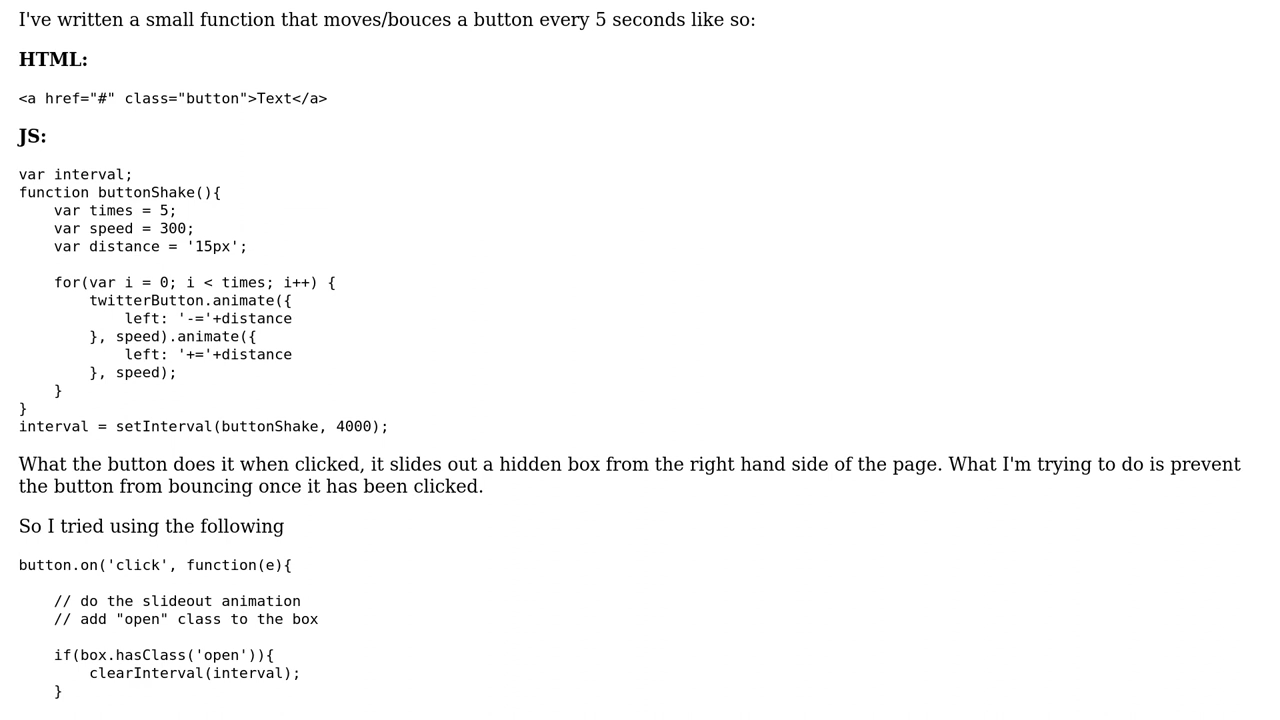 I've written a small function that moves/bouces a button every 5 seconds like so:
HTML:
<a href="#" class="button">Text</a>
JS:
var interval;
function buttonShake(){
    var times = 5;
    var speed = 300;
    var distance = '15px';

    for(var i = 0; i < times; i++) {
        twitterButton.animate({
            left: '-='+distance
        }, speed).animate({
            left: '+='+distance
        }, speed);
    }
}
interval = setInterval(buttonShake, 4000);
What the button does it when clicked, it slides out a hidden box from the right hand side of the page. What I'm trying to do is prevent
the button from bouncing once it has been clicked.
So I tried using the following
button.on('click', function(e){

    // do the slideout animation
    // add "open" class to the box

    if(box.hasClass('open')){
        clearInterval(interval);
    }